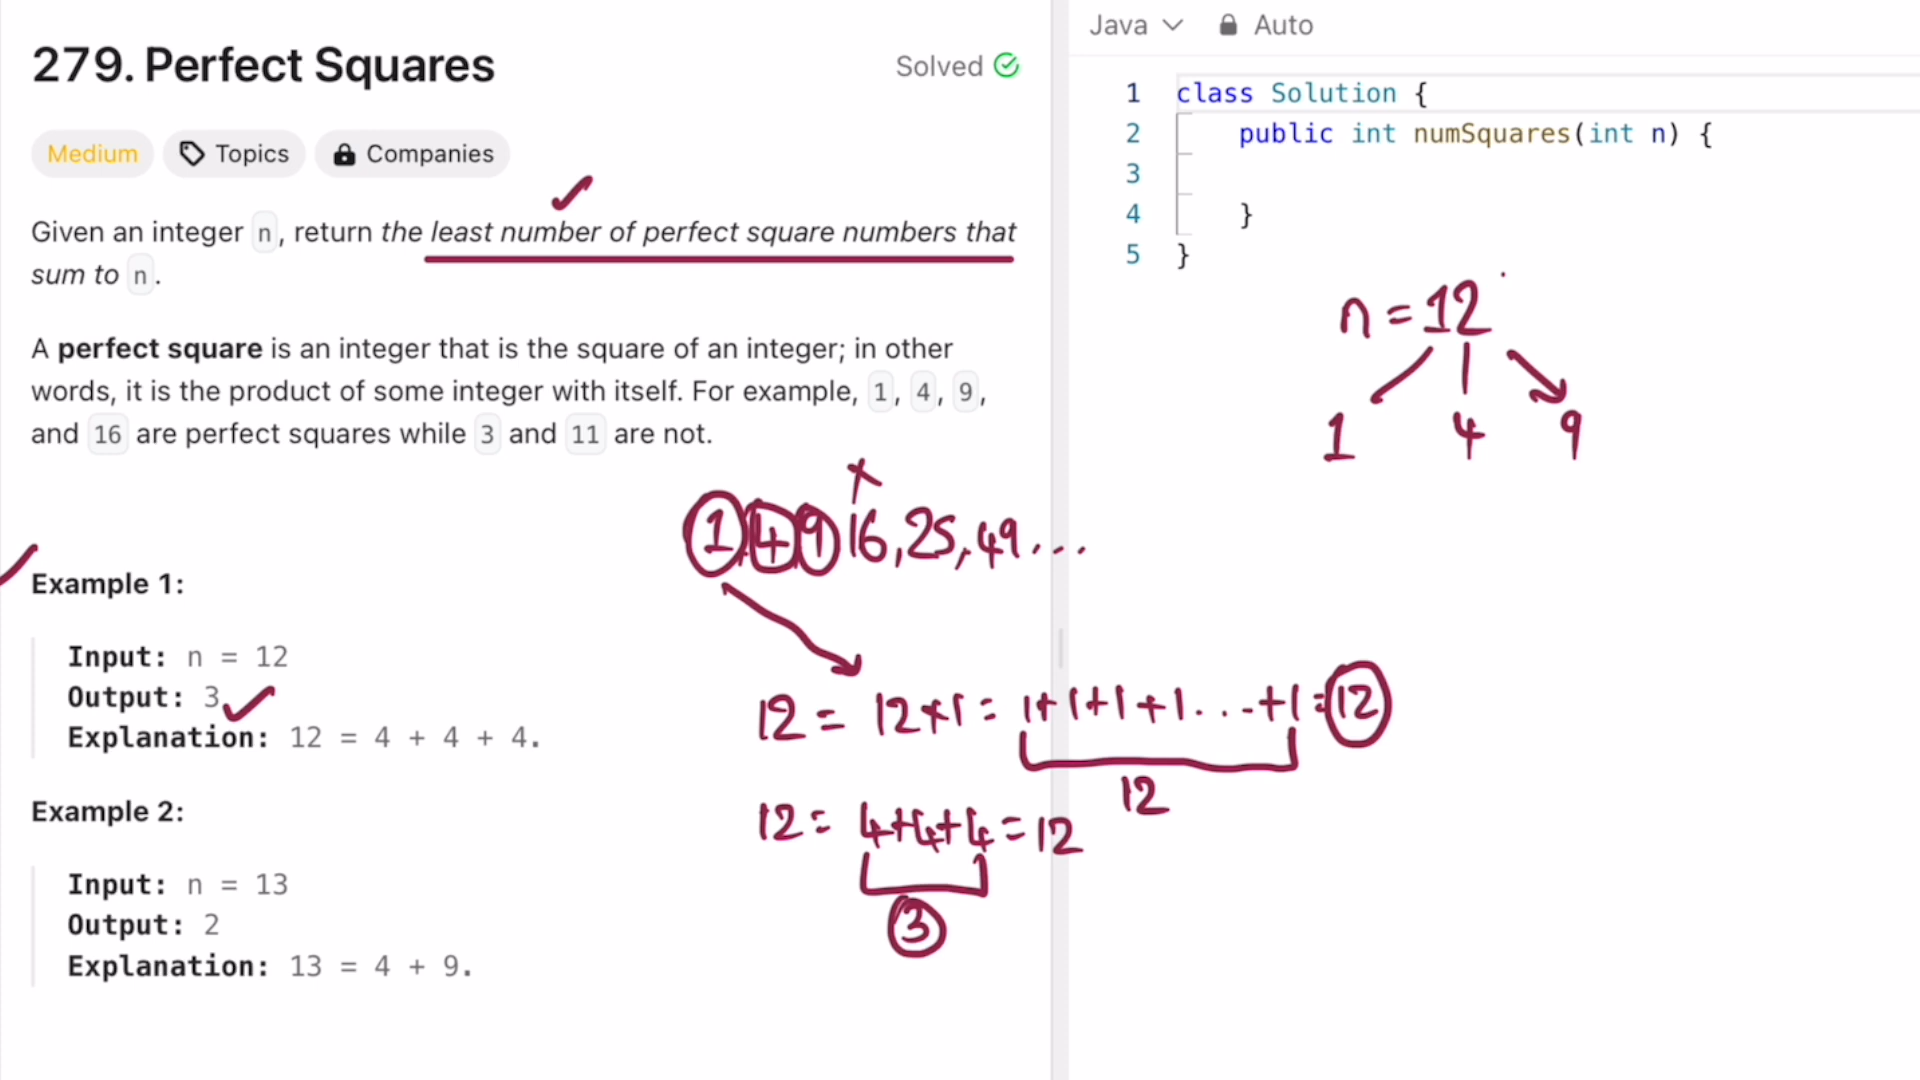 279. Perfect Squares
Solved
Medium
Topics
Companies
Given an integer n, return the least number of perfect square numbers that
sum to n.
A perfect square is an integer that is the square of an integer; in other
words, it is the product of some integer with itself. For example, 1, 4, 9,
and 16 are perfect squares while 3 and 11 are not.
1, 4, 9 16, 25, 49...
Example 1:
Input: n = 12
Output: 3
Explanation: 12 = 4 + 4 + 4.
12 = 12*1 = 1+1+1+1...+1 = 12
12
12 = 4+4+4 = 12
3
Example 2:
Input: n = 13
Output: 2
Explanation: 13 = 4 + 9.
Java
Auto
1 class Solution {
2 public int numSquares(int n) {
3
4 }
5 }
n = 12
1 4 9